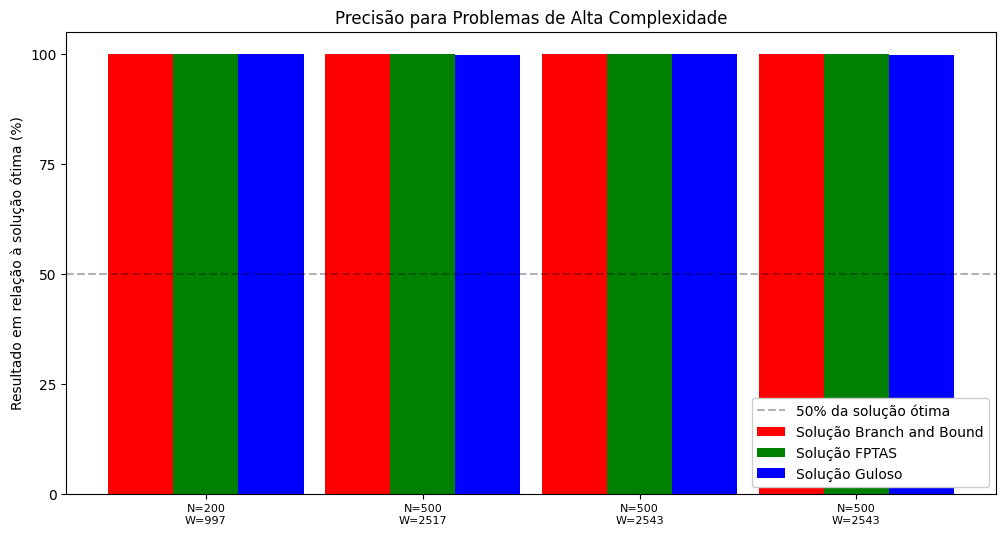 Precisão para Problemas de Alta Complexidade
Resultado em relação à solução ótima (%)
100
75
50
25
0
N=200
W=997
N=500
W=2517
N=500
W=2543
N=500
W=2543
50% da solução ótima
Solução Branch and Bound
Solução FPTAS
Solução Guloso